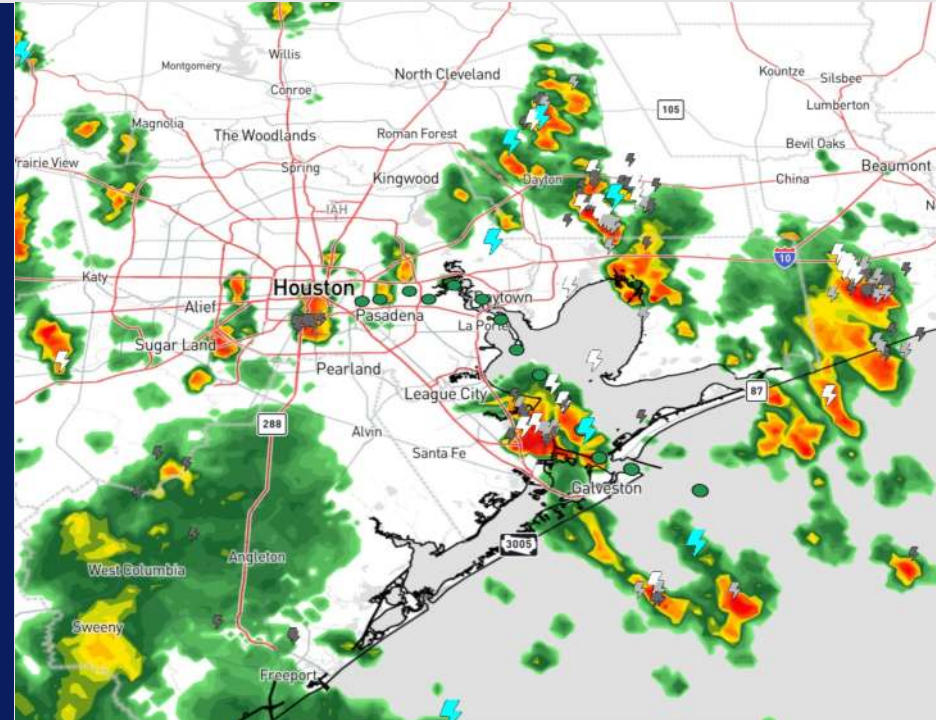 Willis
Montgomery
Conroe
North Cleveland
Kountze
Silsbee
105
Lumberton
Magnolia
The Woodlands
Roman Forest
Bevil Oaks
Prairie View
Spring
Kingwood
Dayton
China
Beaumont
IAH
N
10
Katy
Houston
Baytown
Alief
Pasadena
La Porte
Sugar Land
Pearland
League City
87
288
Alvin
Santa Fe
Galveston
3005
Angleton
West Columbia
Sweeny
Freeport